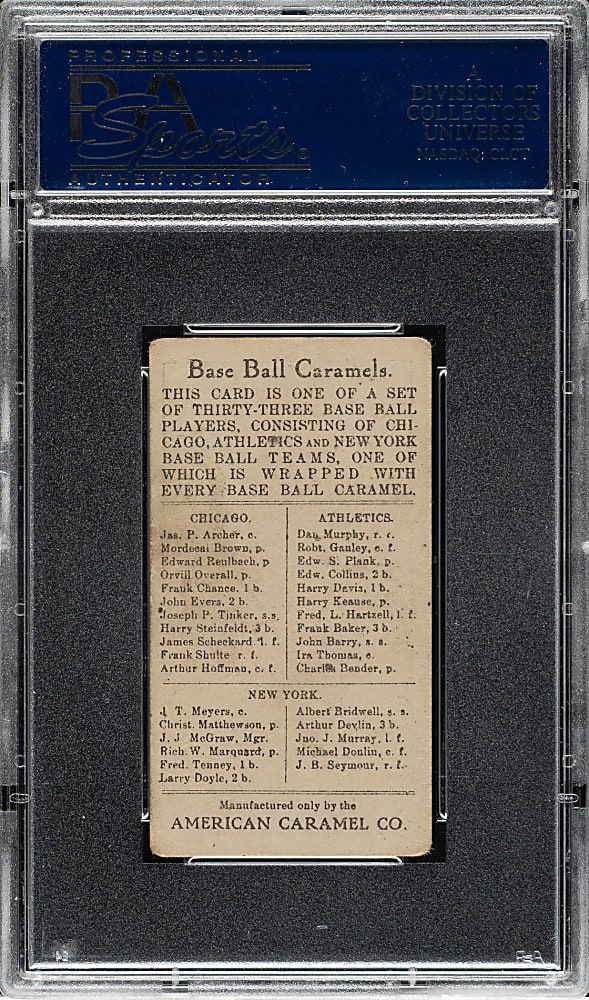 PROFESSIONAL
PSA
Sports
AUTHENTICATOR
A
DIVISION OF
COLLECTORS
UNIVERSE
NASDAQ: CLCT
Base Ball Caramels.
THIS CARD IS ONE OF A SET
OF THIRTY-THREE BASE BALL
PLAYERS, CONSISTING OF CHI-
CAGO, ATHLETICS AND NEW YORK
BASE BALL TEAMS, ONE OF
WHICH IS WRAPPED WITH
EVERY BASE BALL CARAMEL.
CHICAGO.
Jas. P. Archer, c.
Mordecai Brown, p.
Edward Reulbach, p
Orvill Overall, p.
Frank Chance, 1 b.
John Evers, 2 b.
Joseph P. Tinker, s.s.
Harry Steinfeldt, 3 b.
James Scheckard l. f.
Frank Shulte r. f.
Arthur Hoffman, c. f.
ATHLETICS.
Dan Murphy, r. f.
Robt. Ganley, c. f.
Edw. S. Plank, p.
Edw. Collins, 2 b.
Harry Davis, 1 b.
Harry Keause, p.
Fred. L. Hartzell, l. f.
Frank Baker, 3 b.
John Barry, s. s.
Ira Thomas, c.
Charles Bender, p.
NEW YORK.
J. T. Meyers, c.
Christ. Matthewson, p.
J. J McGraw, Mgr.
Rich. W. Marquard, p.
Fred. Tenney, 1 b.
Larry Doyle, 2 b.
Albert Bridwell, s. s.
Arthur Devlin, 3 b.
Jno. J. Murray, l. f.
Michael Donlin, c. f.
J. B. Seymour, r. f.
Manufactured only by the
AMERICAN CARAMEL CO.
PSA